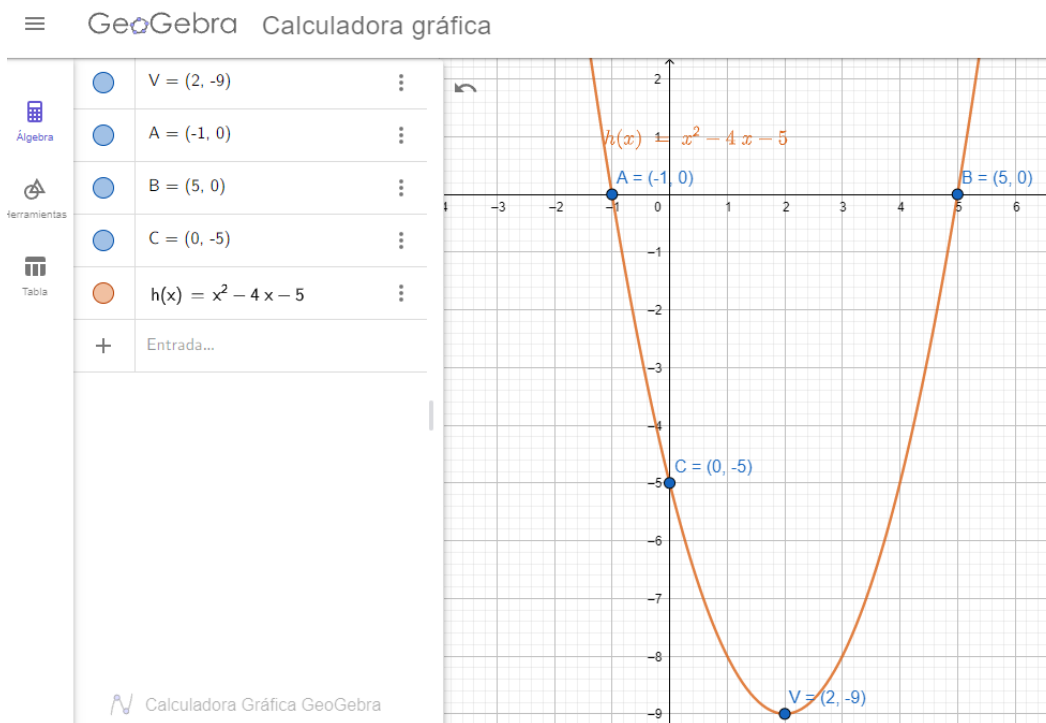 GeoGebra Calculadora gráfica
Álgebra
Herramientas
Tabla
V = (2, -9)
A = (-1, 0)
B = (5, 0)
C = (0, -5)
h(x) = x² – 4 x – 5
+ Entrada...
Calculadora Gráfica GeoGebra
2
1
h(x) = x² − 4 x − 5
A = (-1, 0)
B = (5, 0)
4 –3 –2 –1 0 1 2 3 4 5 6
–1
–2
–3
–4
C = (0, -5)
–5
–6
–7
–8
V = (2, -9)
–9